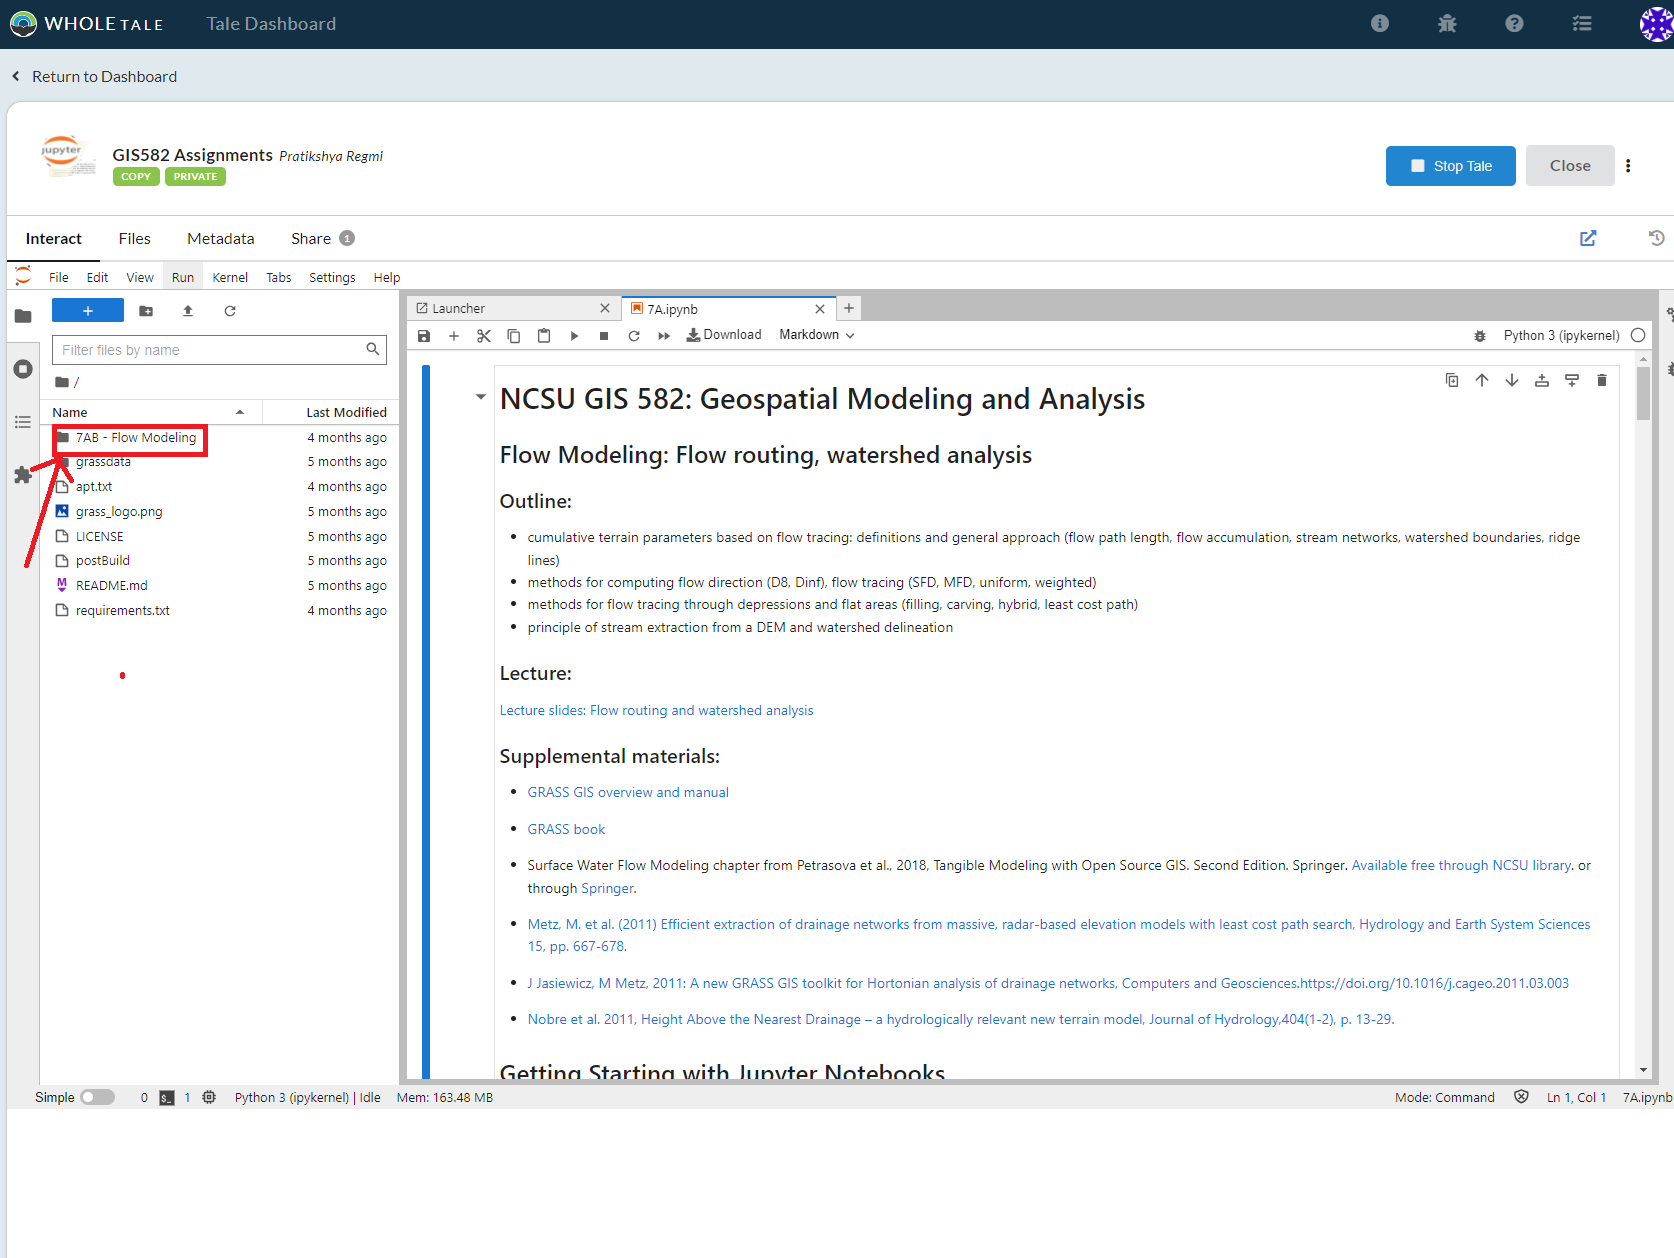 WHOLETALE Tale Dashboard
Return to Dashboard
jupyter
GIS582 Assignments Pratikshya Regmi
COPY PRIVATE
Stop Tale Close
Interact Files Metadata Share 1
File Edit View Run Kernel Tabs Settings Help
Launcher 7A.ipynb
Download Markdown Python 3 (ipykernel)
Filter files by name
/
Name Last Modified
7AB - Flow Modeling 4 months ago
grassdata 5 months ago
apt.txt 4 months ago
grass_logo.png 5 months ago
LICENSE 5 months ago
postBuild 5 months ago
README.md 5 months ago
requirements.txt 4 months ago
NCSU GIS 582: Geospatial Modeling and Analysis
Flow Modeling: Flow routing, watershed analysis
Outline:
cumulative terrain parameters based on flow tracing: definitions and general approach (flow path length, flow accumulation, stream networks, watershed boundaries, ridge
lines)
methods for computing flow direction (D8, Dinf), flow tracing (SFD, MFD, uniform, weighted)
methods for flow tracing through depressions and flat areas (filling, carving, hybrid, least cost path)
principle of stream extraction from a DEM and watershed delineation
Lecture:
Lecture slides: Flow routing and watershed analysis
Supplemental materials:
GRASS GIS overview and manual
GRASS book
Surface Water Flow Modeling chapter from Petrasova et al., 2018, Tangible Modeling with Open Source GIS. Second Edition. Springer. Available free through NCSU library. or
through Springer.
Metz, M. et al. (2011) Efficient extraction of drainage networks from massive, radar-based elevation models with least cost path search, Hydrology and Earth System Sciences
15, pp. 667-678.
J Jasiewicz, M Metz, 2011: A new GRASS GIS toolkit for Hortonian analysis of drainage networks, Computers and Geosciences.https://doi.org/10.1016/j.cageo.2011.03.003
Nobre et al. 2011, Height Above the Nearest Drainage – a hydrologically relevant new terrain model, Journal of Hydrology,404(1-2), p. 13-29.
Getting Starting with Jupyter Notebooks
Simple 0 $_ 1 Python 3 (ipykernel) | Idle Mem: 163.48 MB Mode: Command Ln 1, Col 1 7A.ipynb